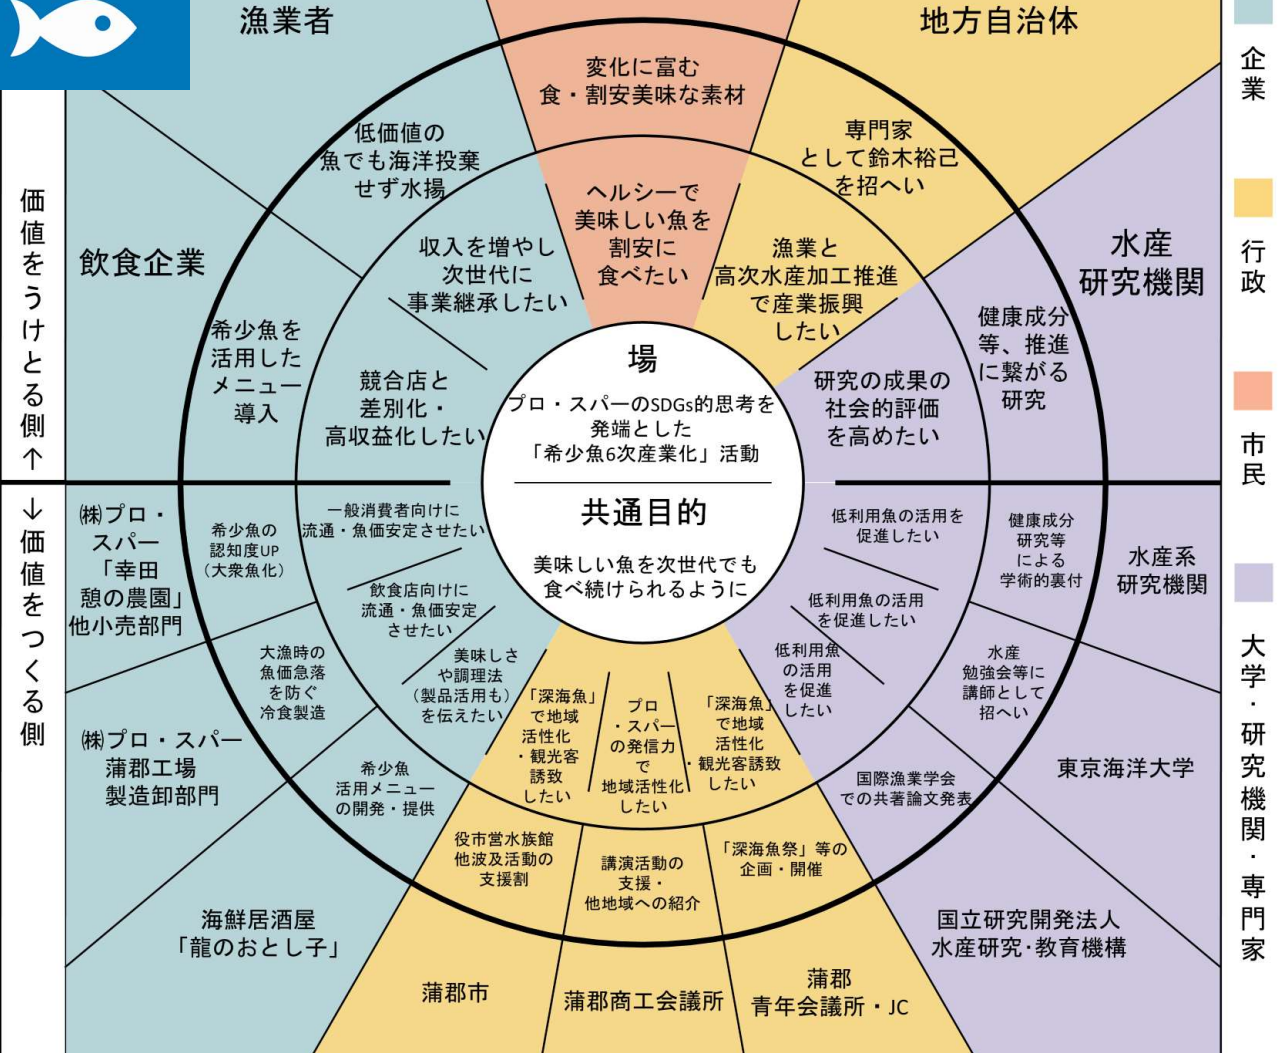 漁業者
地方自治体
企業
行政
市民
大学・研究機関・専門家
価値をうけとる側↑
↓価値をつくる側
変化に富む
食・割安美味な素材
低価値の
魚でも海洋投棄
せず水揚
専門家
として鈴木裕己
を招へい
ヘルシーで
美味しい魚を
割安に
食べたい
収入を増やし
次世代に
事業継承したい
漁業と
高次水産加工推進
で産業振興
したい
飲食企業
水産
研究機関
希少魚を
活用した
メニュー
導入
健康成分
等、推進
に繋がる
研究
競合店と
差別化・
高収益化したい
研究の成果の
社会的評価
を高めたい
場
プロ・スパーのSDGs的思考を
発端とした
「希少魚6次産業化」活動
共通目的
美味しい魚を次世代でも
食べ続けられるように
㈱プロ・
スパー
「幸田
憩の農園」
他小売部門
希少魚の
認知度UP
(大衆魚化)
一般消費者向けに
流通・魚価安定させたい
低利用魚の活用を
促進したい
健康成分
研究等
による
学術的裏付
水産系
研究機関
飲食店向けに
流通・魚価安定
させたい
低利用魚の活用
を促進したい
大漁時の
魚価急落
を防ぐ
冷食製造
美味しさ
や調理法
(製品活用も)
を伝えたい
低利用魚
の活用
を促進
したい
水産
勉強会等に
講師として
招へい
「深海魚」
で地域
活性化
・観光客
誘致
したい
プロ
・スパー
の発信力
で
地域活性化
したい
「深海魚」
で地域
活性化
・観光客誘致
したい
㈱プロ・スパー
蒲郡工場
製造卸部門
希少魚
活用メニュー
の開発・提供
国際漁業学会
での共著論文発表
東京海洋大学
役市営水族館
他波及活動の
支援割
講演活動の
支援・
他地域への紹介
「深海魚祭」等の
企画・開催
海鮮居酒屋
「龍のおとし子」
国立研究開発法人
水産研究・教育機構
蒲郡市
蒲郡商工会議所
蒲郡
青年会議所・JC